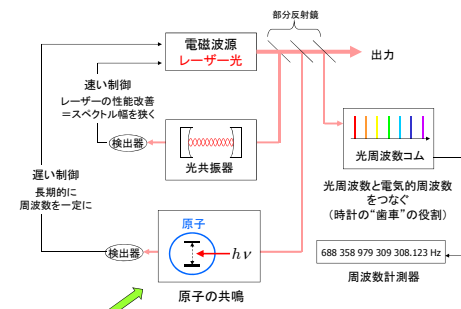 部分反射鏡
電磁波源
レーザー光
出力
速い制御
レーザーの性能改善
＝スペクトル幅を狭く
検出器
光共振器
光周波数コム
遅い制御
長期的に
周波数を一定に
光周波数と電気的周波数
をつなぐ
（時計の“歯車”の役割）
原子
hν
検出器
原子の共鳴
688 358 979 309 308.123 Hz
周波数計測器